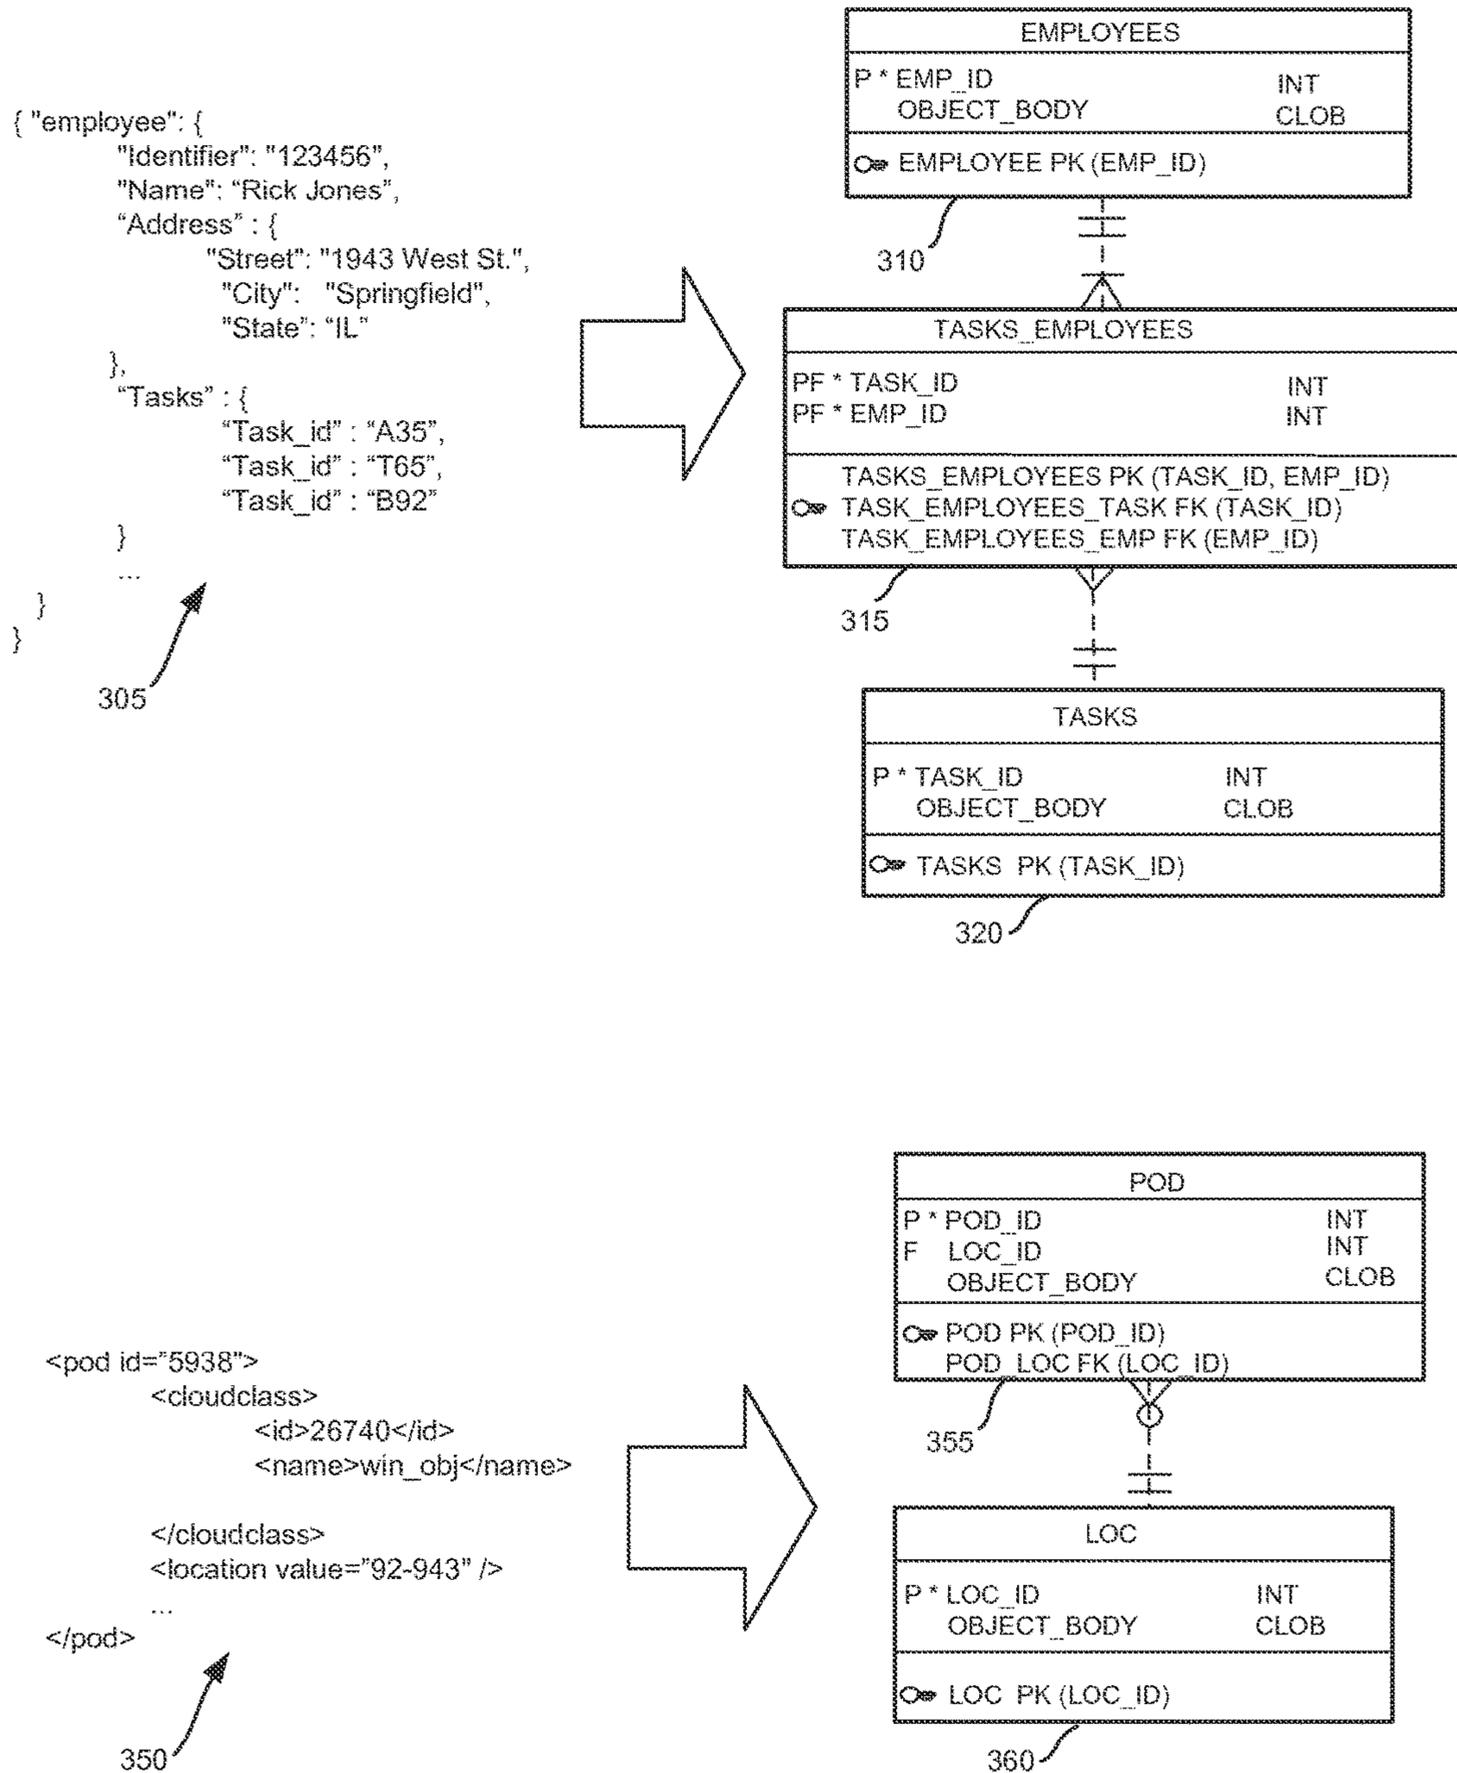 { "employee": {
"Identifier": "123456",
"Name": “Rick Jones”,
“Address” : {
"Street": "1943 West St.",
"City": "Springfield",
"State": “IL”
},
“Tasks” : {
“Task_id” : “A35”,
“Task_id” : “T65”,
“Task_id” : “B92”
}
...
}
}
305
EMPLOYEES
P * EMP_ID INT
OBJECT_BODY CLOB
EMPLOYEE PK (EMP_ID)
310
TASKS_EMPLOYEES
PF * TASK_ID INT
PF * EMP_ID INT
TASKS_EMPLOYEES PK (TASK_ID, EMP_ID)
TASK_EMPLOYEES_TASK FK (TASK_ID)
TASK_EMPLOYEES_EMP FK (EMP_ID)
315
TASKS
P * TASK_ID INT
OBJECT_BODY CLOB
TASKS PK (TASK_ID)
320
<pod id=”5938">
<cloudclass>
<id>26740</id>
<name>win_obj</name>
</cloudclass>
<location value=”92-943” />
...
</pod>
350
POD
P * POD_ID INT
F LOC_ID INT
OBJECT_BODY CLOB
POD PK (POD_ID)
POD_LOC FK (LOC_ID)
355
LOC
P * LOC_ID INT
OBJECT_BODY CLOB
LOC PK (LOC_ID)
360